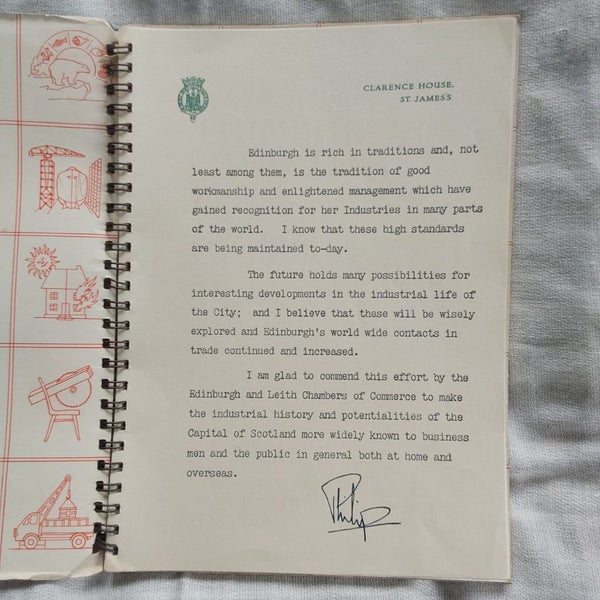 CLARENCE HOUSE,
ST. JAMES'S
Edinburgh is rich in traditions and, not
least among them, is the tradition of good
workmanship and enlightened management which have
gained recognition for her Industries in many parts
of the world. I know that these high standards
are being maintained to-day.
The future holds many possibilities for
interesting developments in the industrial life of
the City; and I believe that these will be wisely
explored and Edinburgh's world wide contacts in
trade continued and increased.
I am glad to commend this effort by the
Edinburgh and Leith Chambers of Commerce to make
the industrial history and potentialities of the
Capital of Scotland more widely known to business
men and the public in general both at home and
overseas.
Philip